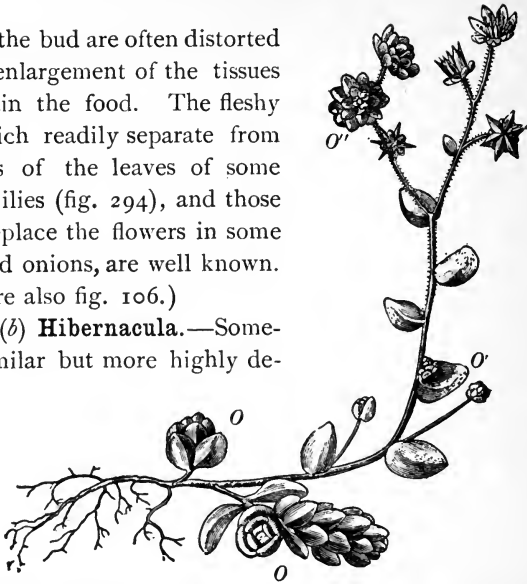 the bud are often distorted
enlargement of the tissues
in the food. The fleshy
ich readily separate from
s of the leaves of some
ilies (fig. 294), and those
place the flowers in some
d onions, are well known.
re also fig. 106.)
(b) Hibernacula.—Some-
milar but more highly de-
O''
O'
O
O